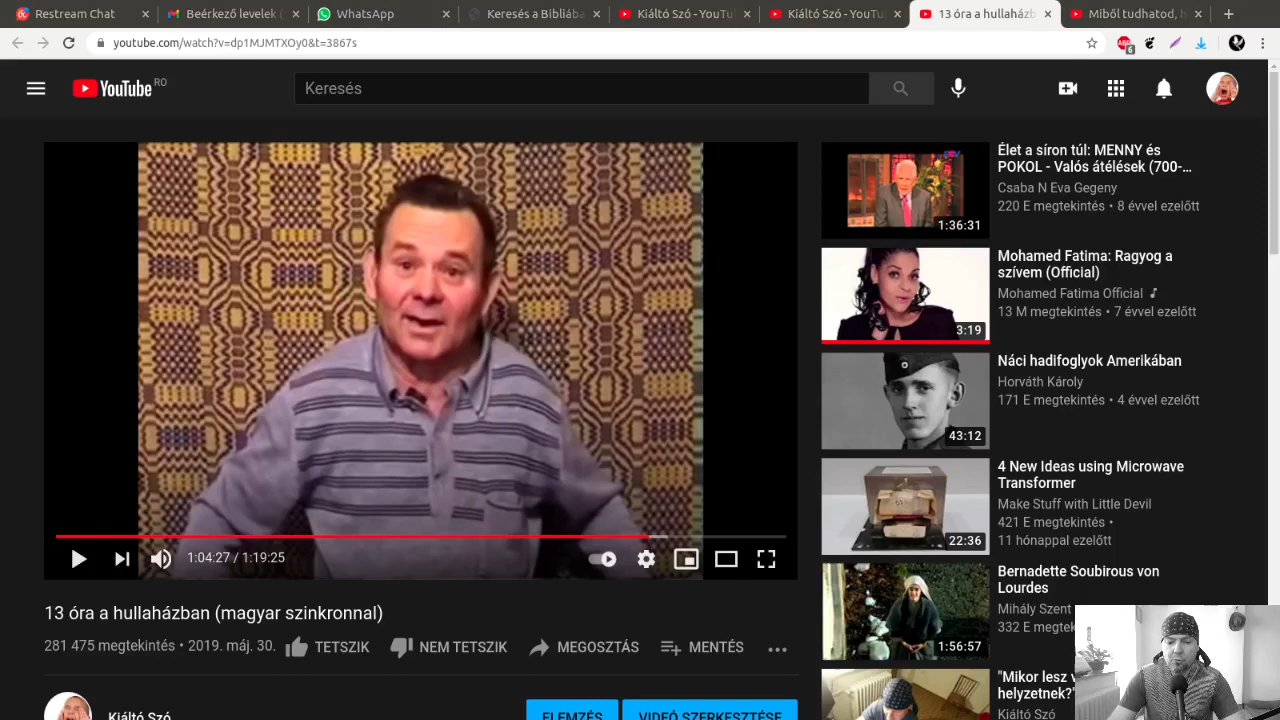 Restream Chat
Beérkező levelek (
WhatsApp
Keresés a Bibliába
Kiáltó Szó - YouTu
Kiáltó Szó - YouTu
13 óra a hullaházb
Miből tudhatod, h
youtube.com/watch?v=dp1MJMTXOy0&t=3867s
6
YouTube RO
Keresés
1:04:27 / 1:19:25
13 óra a hullaházban (magyar szinkronnal)
281 475 megtekintés • 2019. máj. 30.
TETSZIK
NEM TETSZIK
MEGOSZTÁS
MENTÉS
Kiáltó Szó
ELEMZÉS
VIDEÓ SZERKESZTÉSE
Élet a síron túl: MENNY és
POKOL - Valós átélések (700-...
Csaba N Eva Gegeny
220 E megtekintés • 8 évvel ezelőtt
1:36:31
Mohamed Fatima: Ragyog a
szívem (Official)
Mohamed Fatima Official
13 M megtekintés • 7 évvel ezelőtt
3:19
Náci hadifoglyok Amerikában
Horváth Károly
171 E megtekintés • 4 évvel ezelőtt
43:12
4 New Ideas using Microwave
Transformer
Make Stuff with Little Devil
421 E megtekintés •
11 hónappal ezelőtt
22:36
Bernadette Soubirous von
Lourdes
Mihály Szent
332 E megtek
1:56:57
"Mikor lesz v
helyzetnek?"
Kiáltó Szó